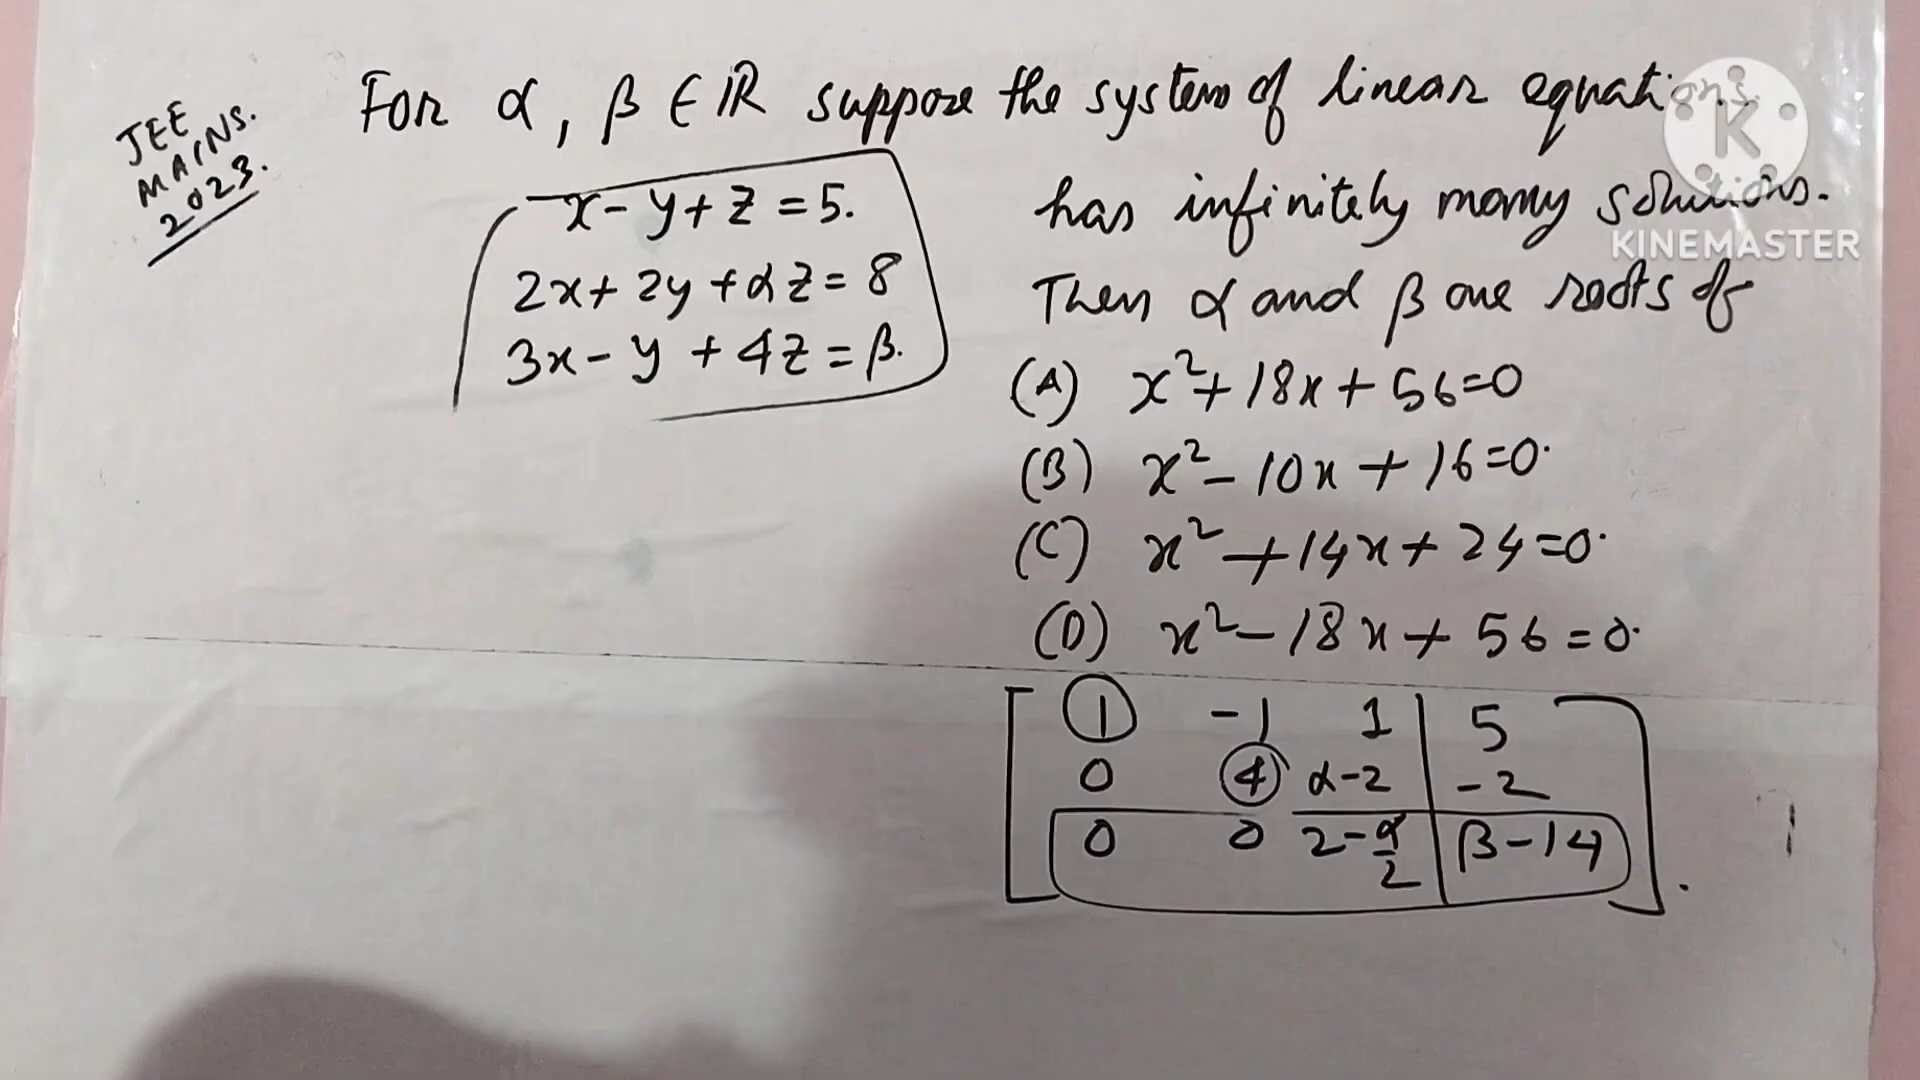 JEE
MAINS.
2023.
For α, β ∈ ℝ suppose the system of linear equations.
x - y + z = 5.
2x + 2y + αz = 8
3x - y + 4z = β.
has infinitely many solutions.
Then α and β are roots of
(A) x² + 18x + 56 = 0
(B) x² - 10x + 16 = 0.
(C) x² + 14x + 24 = 0.
(D) x² - 18x + 56 = 0.
1 -1 1 | 5
0 4 α-2 | -2
0 0 2-α/2 | β-14
K
KINEMASTER